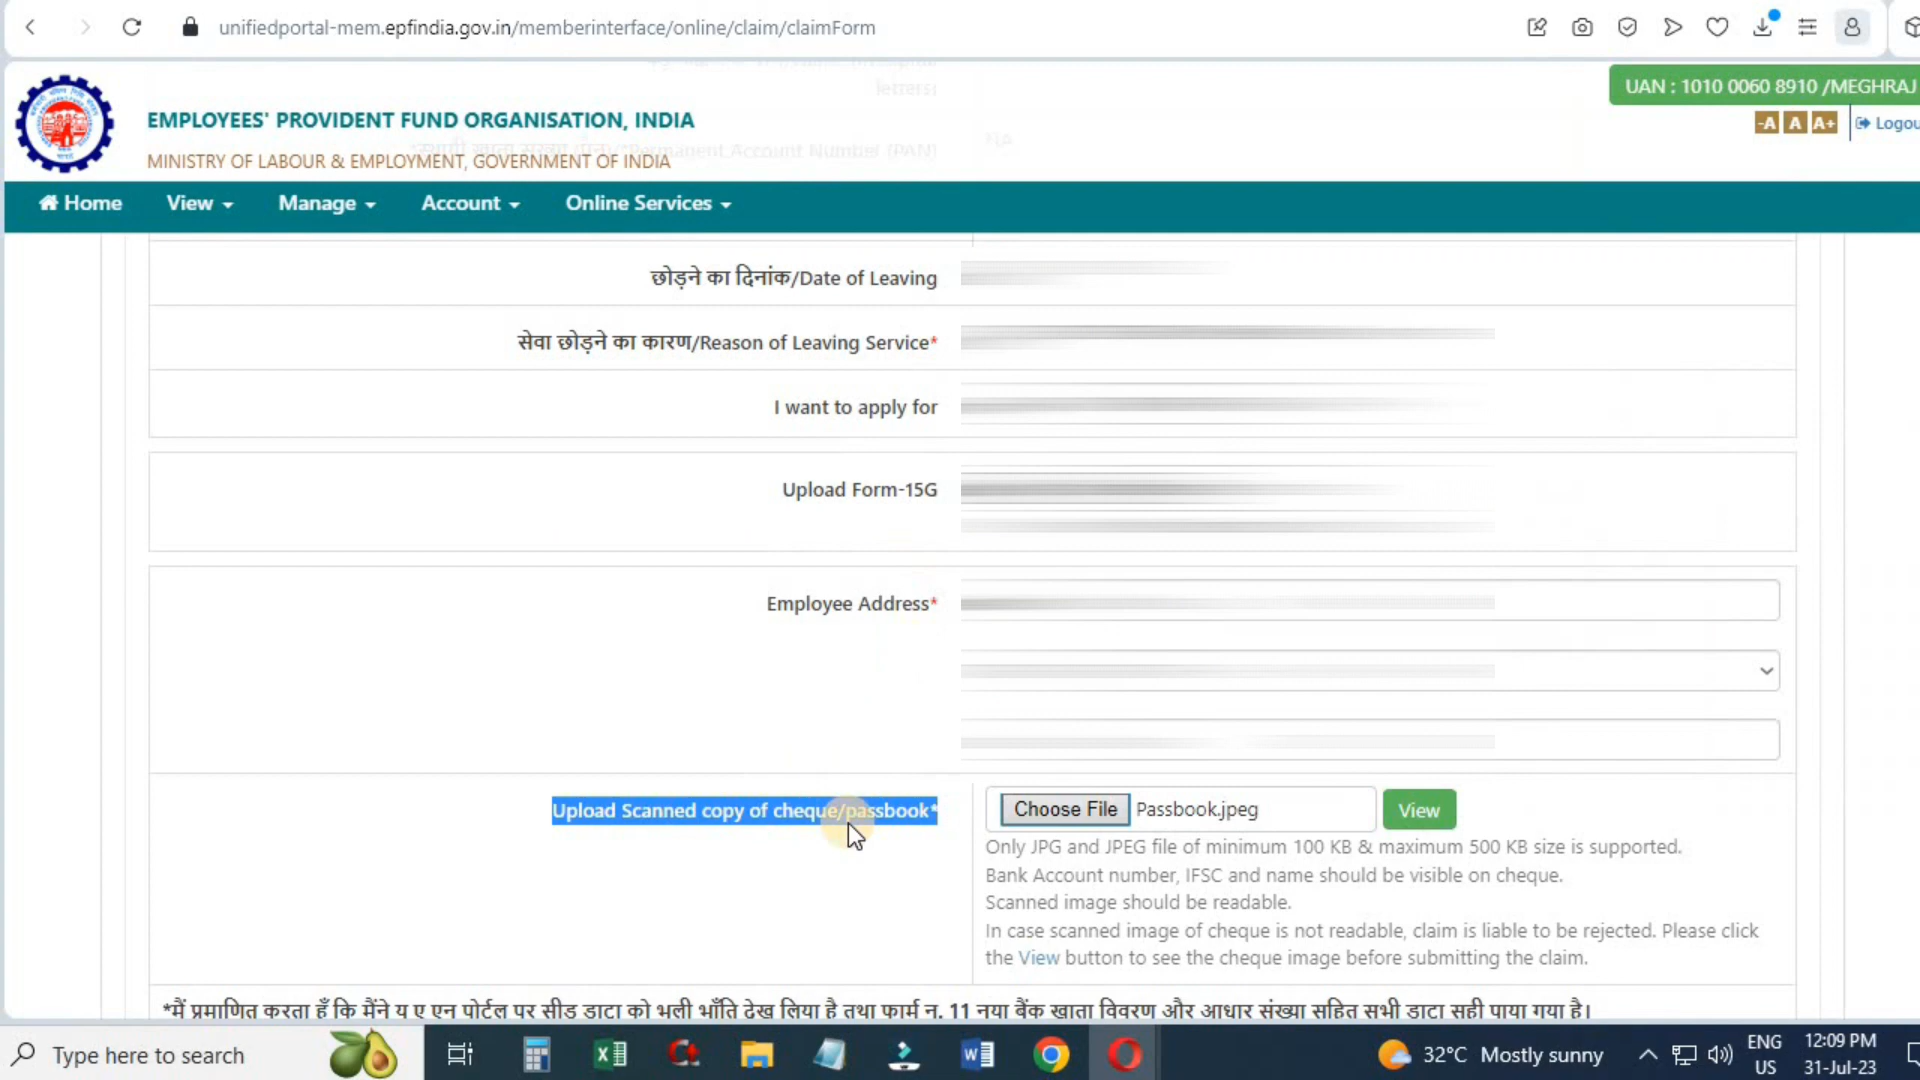 unifiedportal-mem.epfindia.gov.in/memberinterface/online/claim/claimForm
letters)
UAN : 1010 0060 8910 /MEGHRAJ
EMPLOYEES' PROVIDENT FUND ORGANISATION, INDIA
-A A A+ Logou
*स्थायी खाता संख्या (पैन)/*Permanent Account Number (PAN)
MINISTRY OF LABOUR & EMPLOYMENT, GOVERNMENT OF INDIA
Home View Manage Account Online Services
छोड़ने का दिनांक/Date of Leaving
सेवा छोड़ने का कारण/Reason of Leaving Service*
I want to apply for
Upload Form-15G
Employee Address*
Upload Scanned copy of cheque/passbook*
Choose File Passbook.jpeg View
Only JPG and JPEG file of minimum 100 KB & maximum 500 KB size is supported.
Bank Account number, IFSC and name should be visible on cheque.
Scanned image should be readable.
In case scanned image of cheque is not readable, claim is liable to be rejected. Please click
the View button to see the cheque image before submitting the claim.
*मैं प्रमाणित करता हूँ कि मैंने य ए एन पोर्टल पर सीड डाटा को भली भाँति देख लिया है तथा फार्म न. 11 नया बैंक खाता विवरण और आधार संख्या सहित सभी डाटा सही पाया गया है।
Type here to search
32°C Mostly sunny
ENG
US
12:09 PM
31-Jul-23